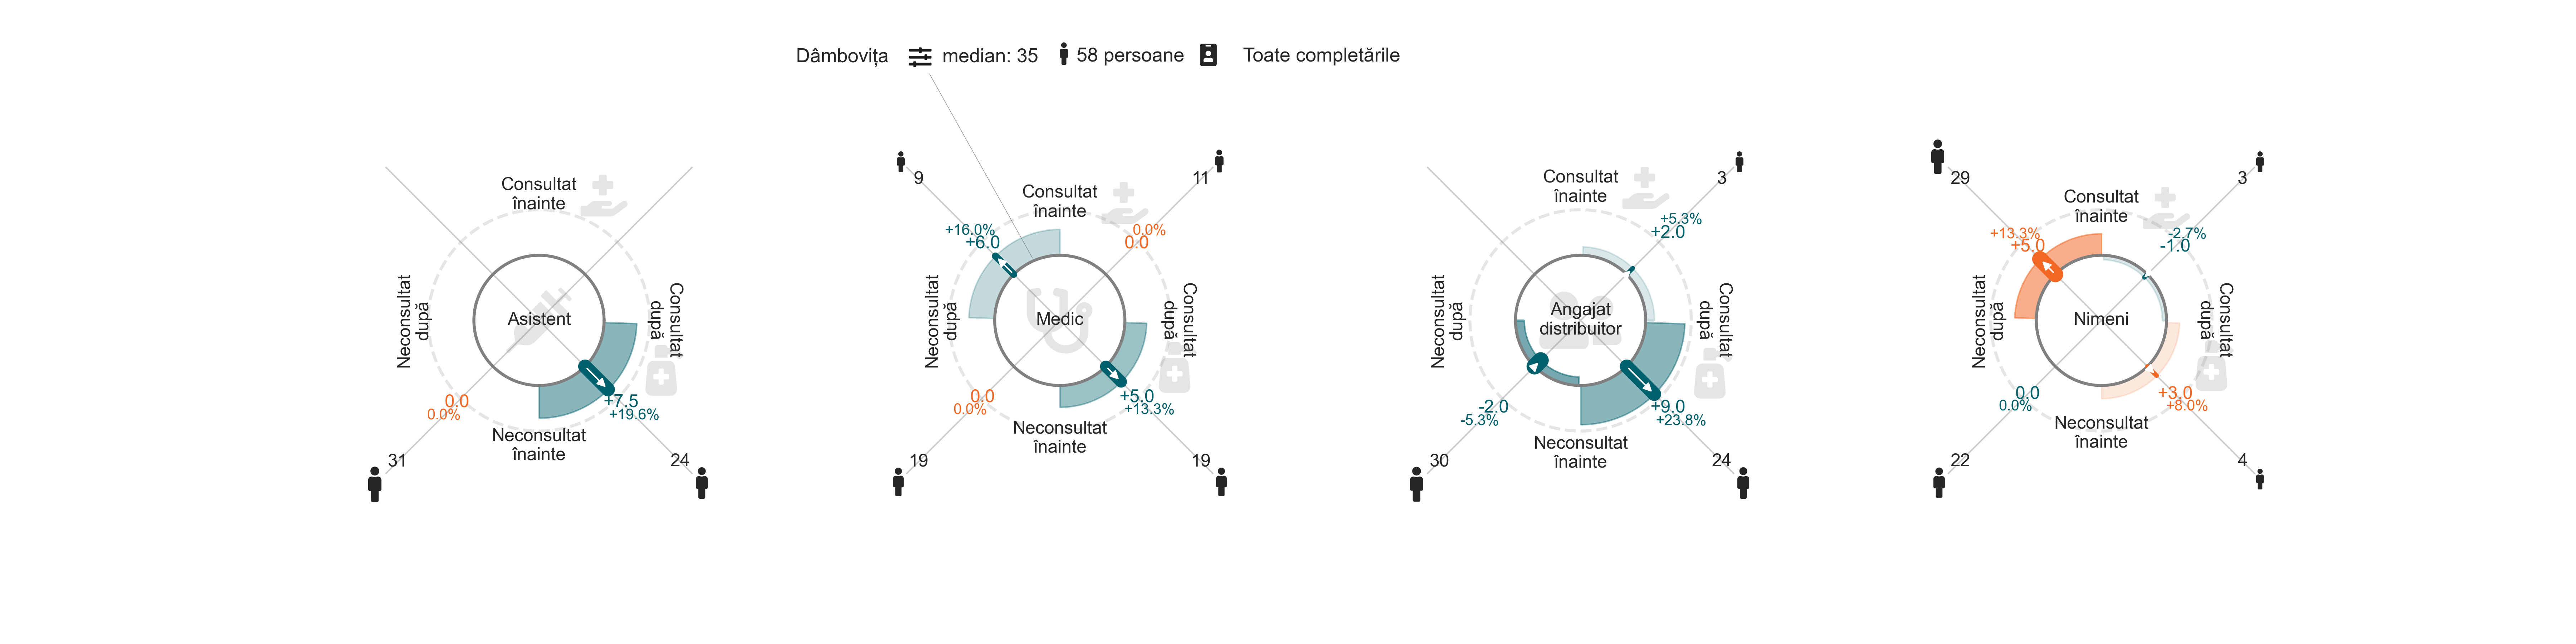 Dâmbovița median: 35 58 persoane Toate completările
Consultat
înainte
Neconsultat
după
Asistent
Consultat
după
0.0
0.0%
+7.5
+19.6%
Neconsultat
înainte
31
24
9
11
Consultat
înainte
+16.0%
+6.0
0.0%
0.0
Neconsultat
după
Medic
Consultat
după
0.0
0.0%
+5.0
+13.3%
Neconsultat
înainte
19
19
3
Consultat
înainte
+5.3%
+2.0
Neconsultat
după
Angajat
distribuitor
Consultat
după
-2.0
-5.3%
+9.0
+23.8%
Neconsultat
înainte
30
24
29
3
Consultat
înainte
+13.3%
+5.0
-2.7%
-1.0
Neconsultat
după
Nimeni
Consultat
după
0.0
0.0%
+3.0
+8.0%
Neconsultat
înainte
22
4